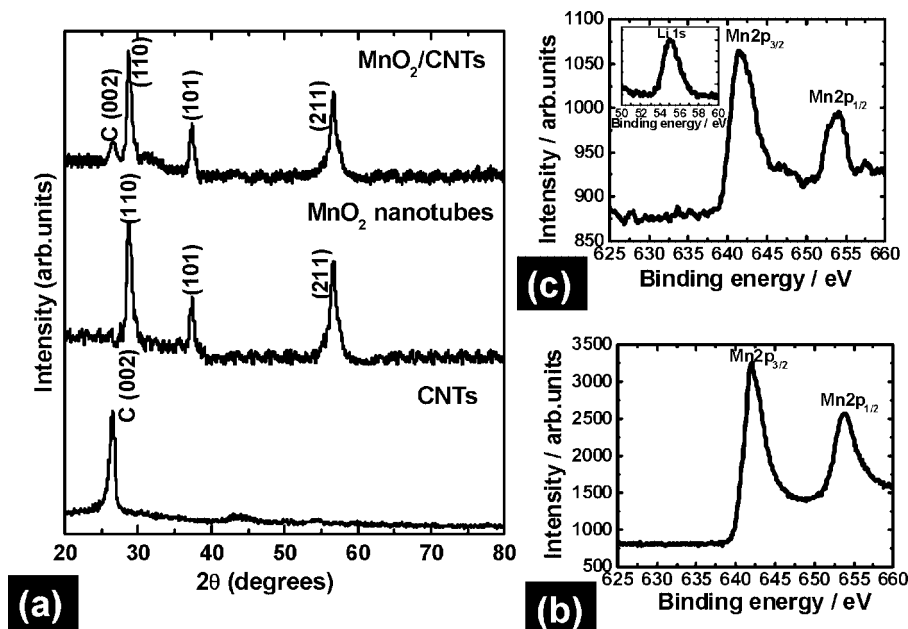 MnO₂/CNTs
C (002)
(110)
(101)
(211)
MnO₂ nanotubes
(110)
(101)
(211)
CNTs
C (002)
Intensity (arb.units)
20 30 40 50 60 70 80
2θ (degrees)
(a)
1100
1050
1000
950
900
850
Intensity / arb.units
Li 1s
50 52 54 56 58 60
Binding energy / eV
Mn2p3/2
Mn2p1/2
625 630 635 640 645 650 655 660
Binding energy / eV
(c)
3500
3000
2500
2000
1500
1000
500
Intensity / arb.units
Mn2p3/2
Mn2p1/2
625 630 635 640 645 650 655 660
Binding energy / eV
(b)